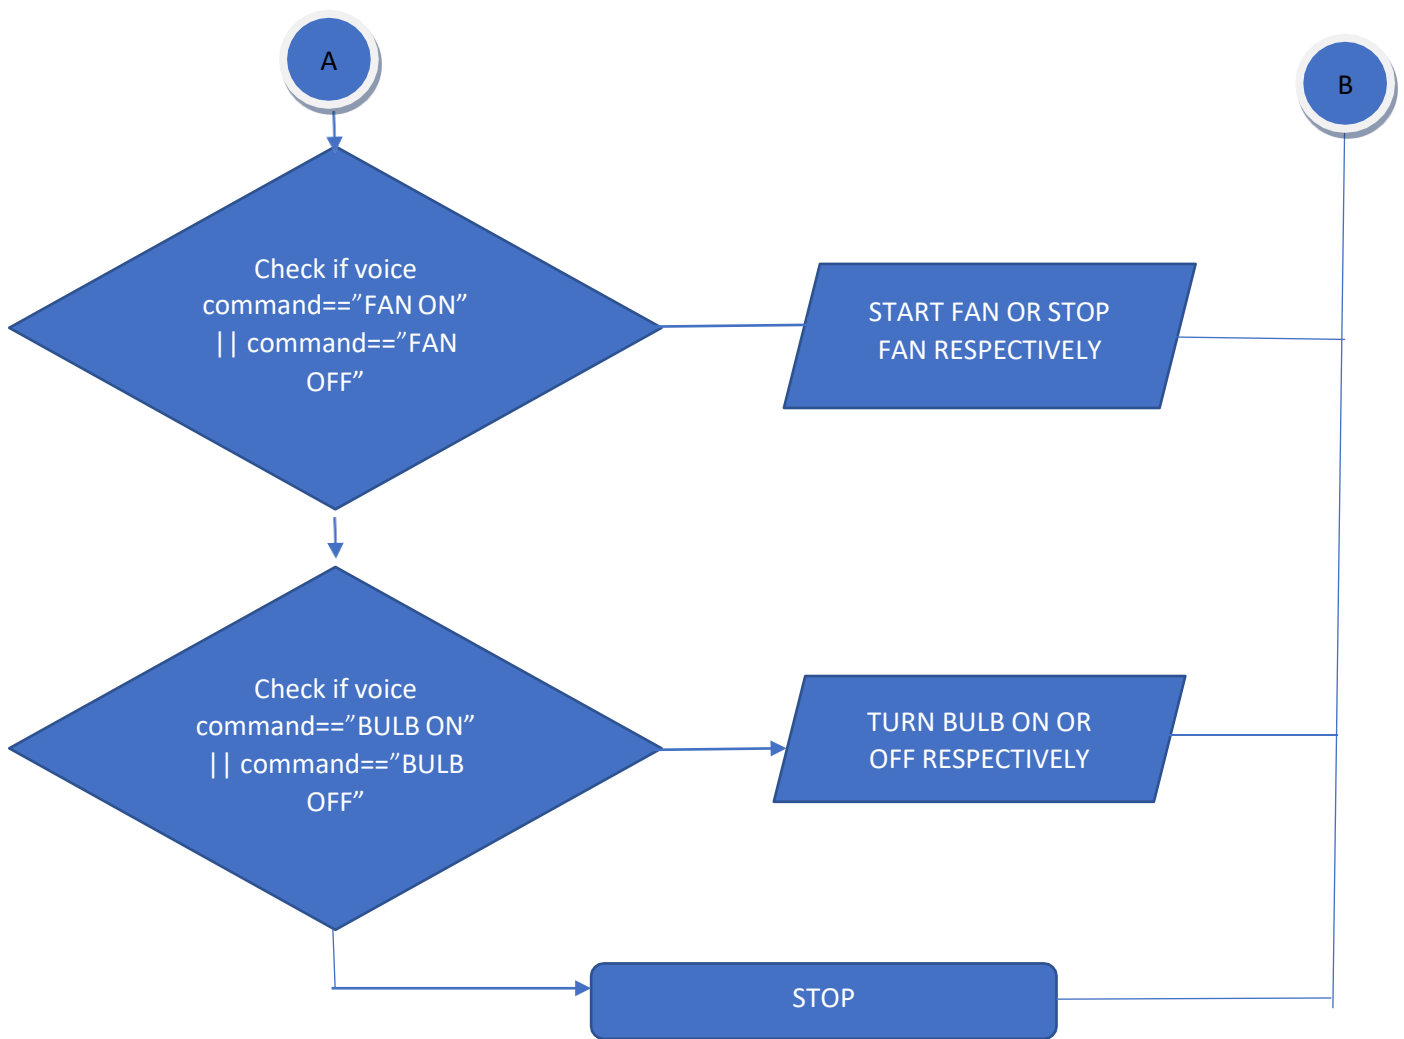 A
B
Check if voice
command==”FAN ON”
|| command==”FAN
OFF”
START FAN OR STOP
FAN RESPECTIVELY
Check if voice
command==”BULB ON”
|| command==”BULB
OFF”
TURN BULB ON OR
OFF RESPECTIVELY
STOP